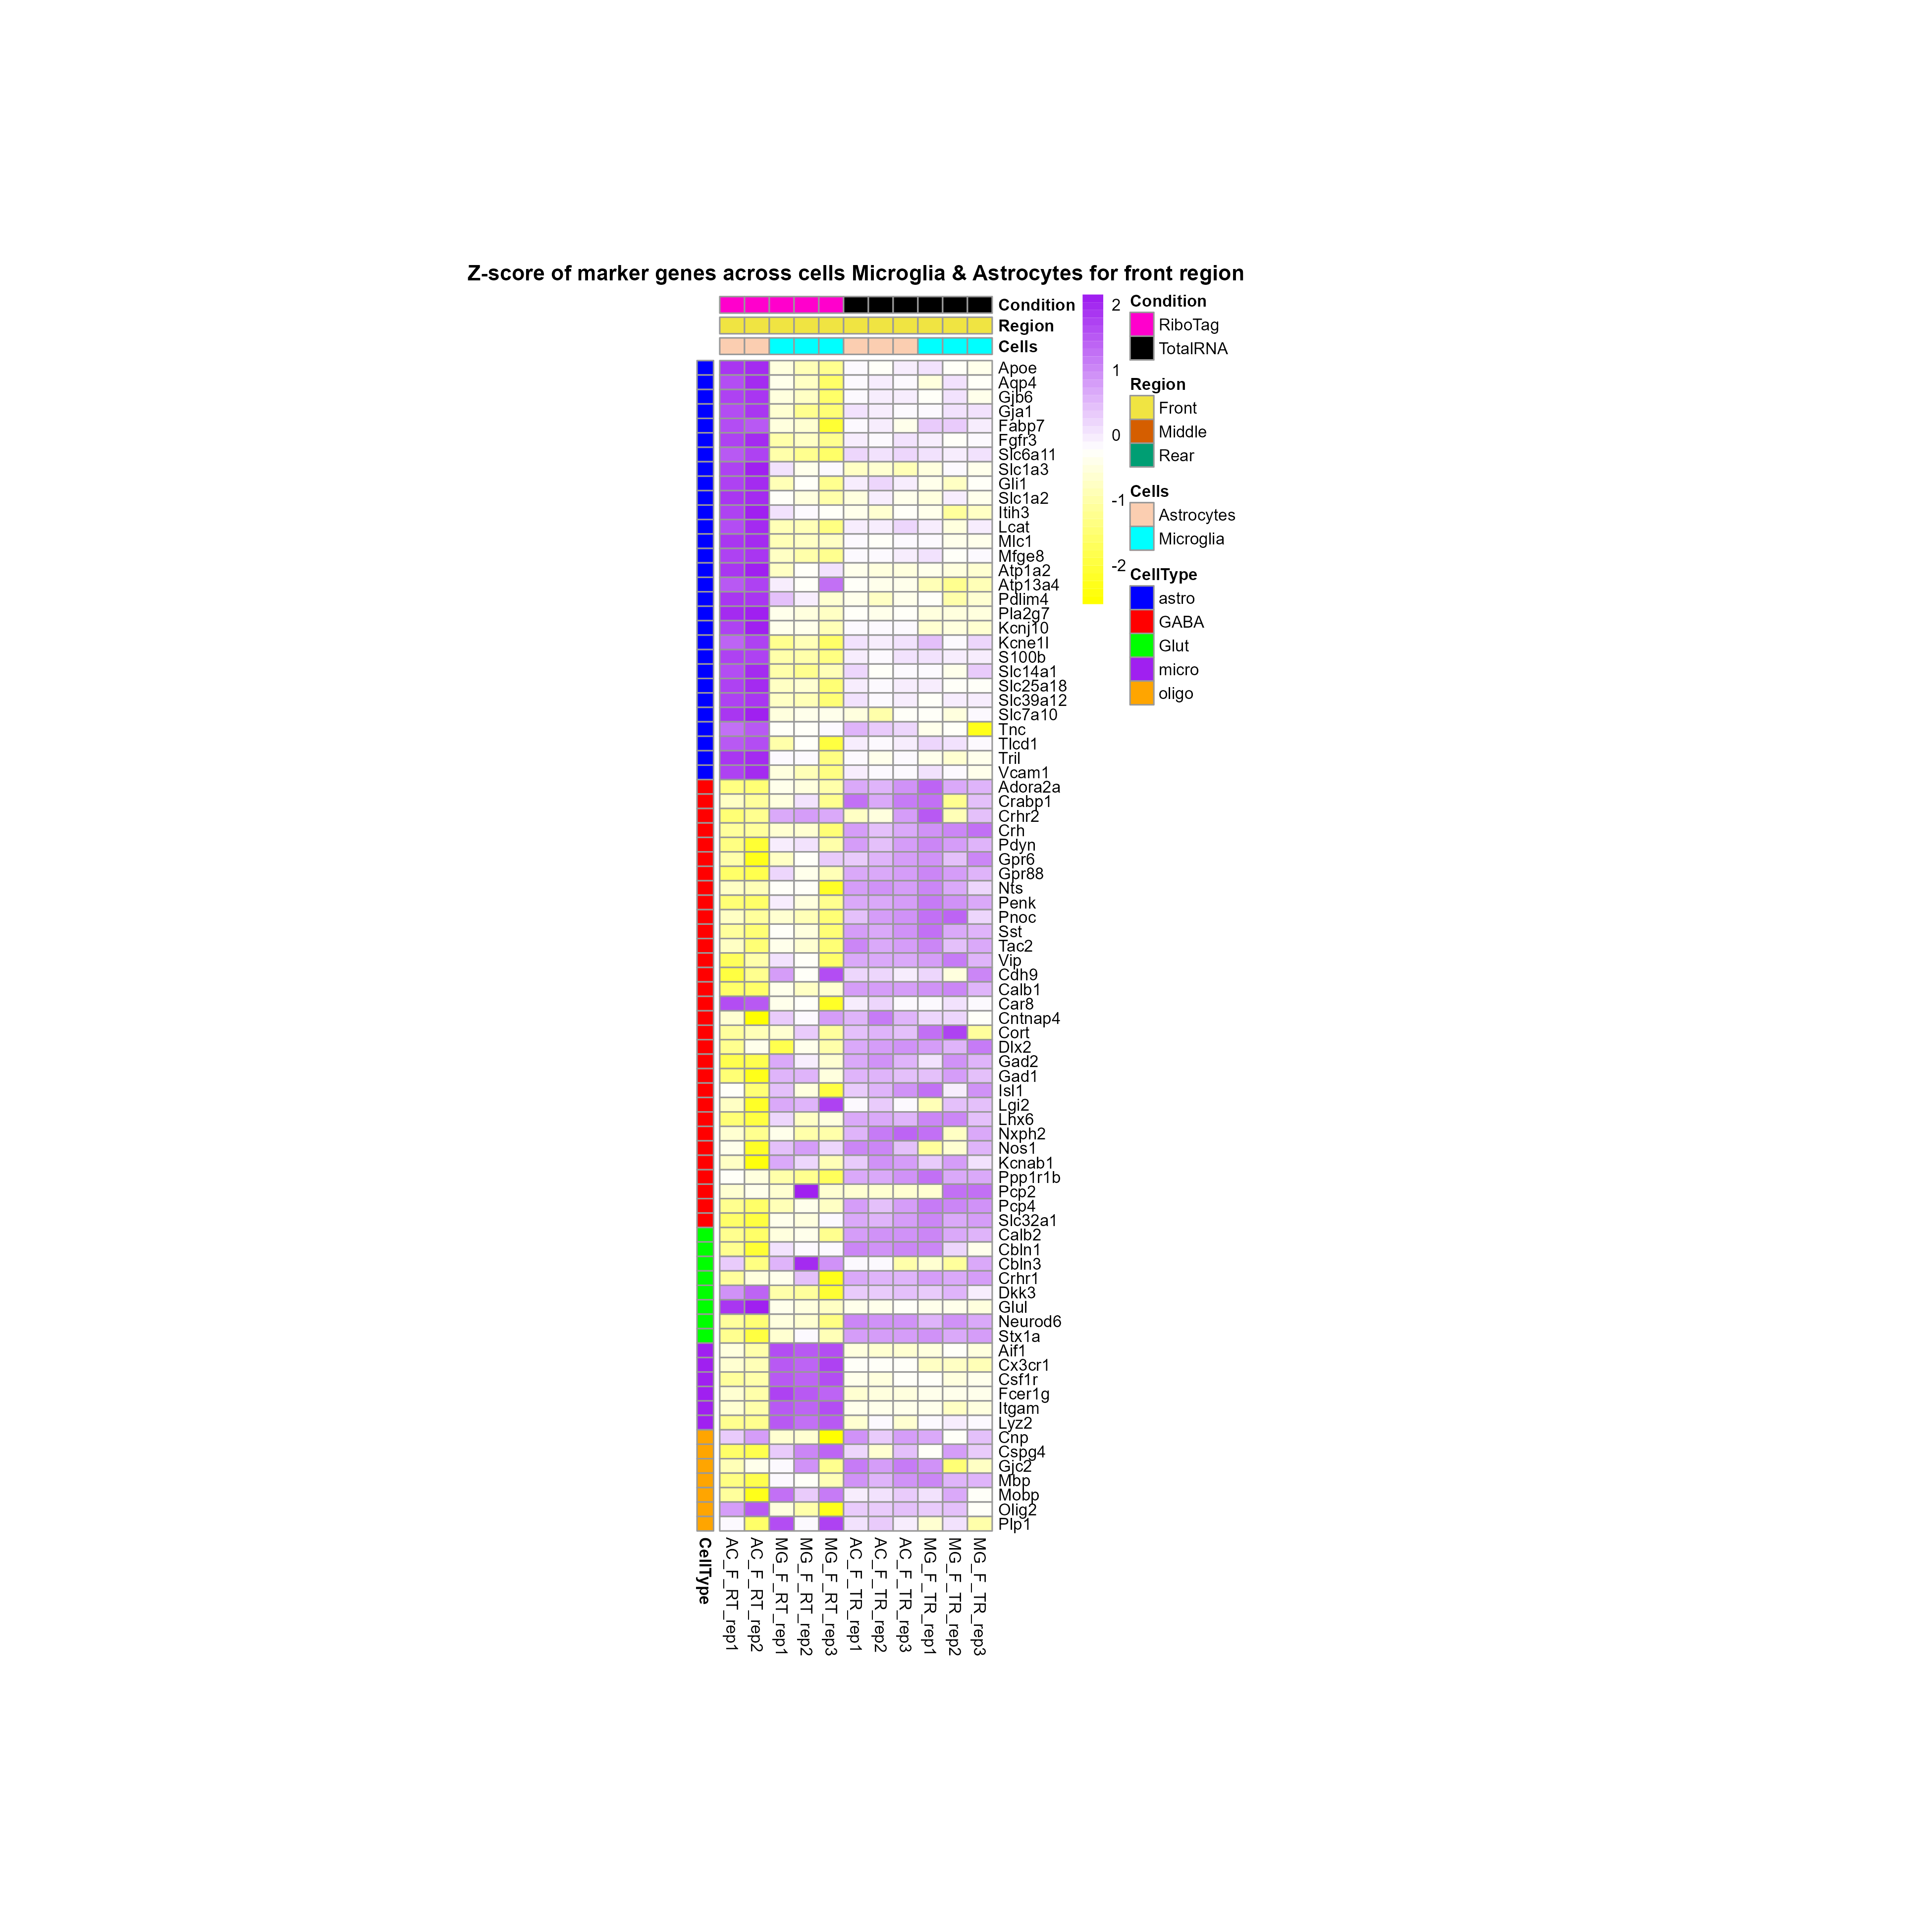 Z-score of marker genes across cells Microglia & Astrocytes for front region
Condition
Region
Cells
Apoe
Aqp4
Gjb6
Gja1
Fabp7
Fgfr3
Slc6a11
Slc1a3
Gli1
Slc1a2
Itih3
Lcat
Mlc1
Mfge8
Atp1a2
Atp13a4
Pdlim4
Pla2g7
Kcnj10
Kcne1l
S100b
Slc14a1
Slc25a18
Slc39a12
Slc7a10
Tnc
Tlcd1
Tril
Vcam1
Adora2a
Crabp1
Crhr2
Crh
Pdyn
Gpr6
Gpr88
Nts
Penk
Pnoc
Sst
Tac2
Vip
Cdh9
Calb1
Car8
Cntnap4
Cort
Dlx2
Gad2
Gad1
Isl1
Lgi2
Lhx6
Nxph2
Nos1
Kcnab1
Ppp1r1b
Pcp2
Pcp4
Slc32a1
Calb2
Cbln1
Cbln3
Crhr1
Dkk3
Glul
Neurod6
Stx1a
Aif1
Cx3cr1
Csf1r
Fcer1g
Itgam
Lyz2
Cnp
Cspg4
Gjc2
Mbp
Mobp
Olig2
Plp1
CellType
AC_F_RT_rep1
AC_F_RT_rep2
MG_F_RT_rep1
MG_F_RT_rep2
MG_F_RT_rep3
AC_F_TR_rep1
AC_F_TR_rep2
AC_F_TR_rep3
MG_F_TR_rep1
MG_F_TR_rep2
MG_F_TR_rep3
2
1
0
-1
-2
Condition
RiboTag
TotalRNA
Region
Front
Middle
Rear
Cells
Astrocytes
Microglia
CellType
astro
GABA
Glut
micro
oligo